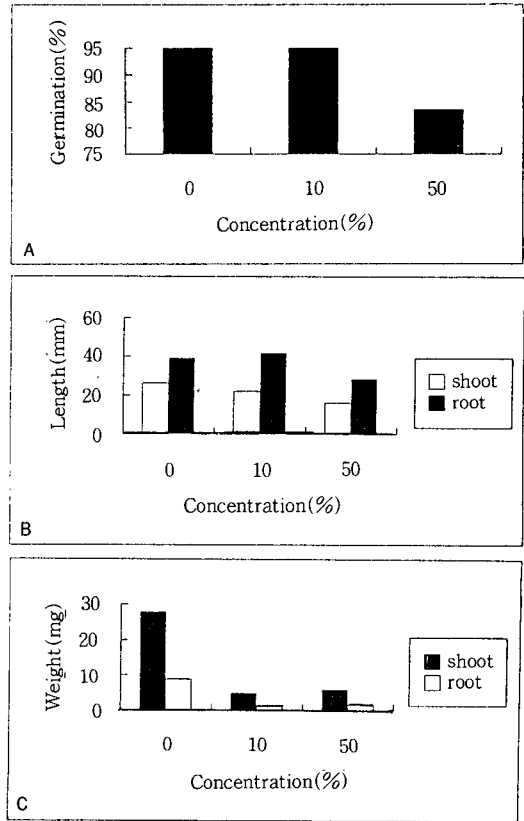 Germination(%)
95
90
85
80
75
0 10 50
Concentration(%)
A
Length(mm)
60
40
20
0
0 10 50
Concentration(%)
shoot
root
B
Weight(mg)
30
20
10
0
0 10 50
Concentration(%)
shoot
root
C